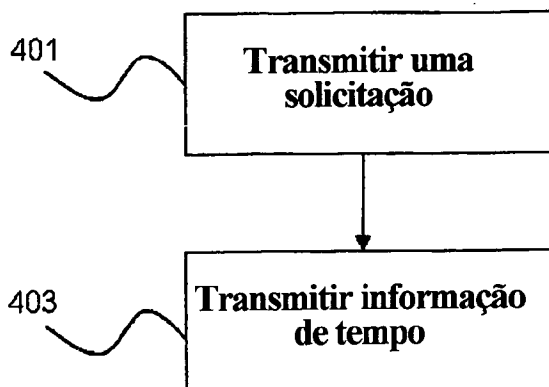 401
Transmitir uma
solicitação
403
Transmitir informação
de tempo